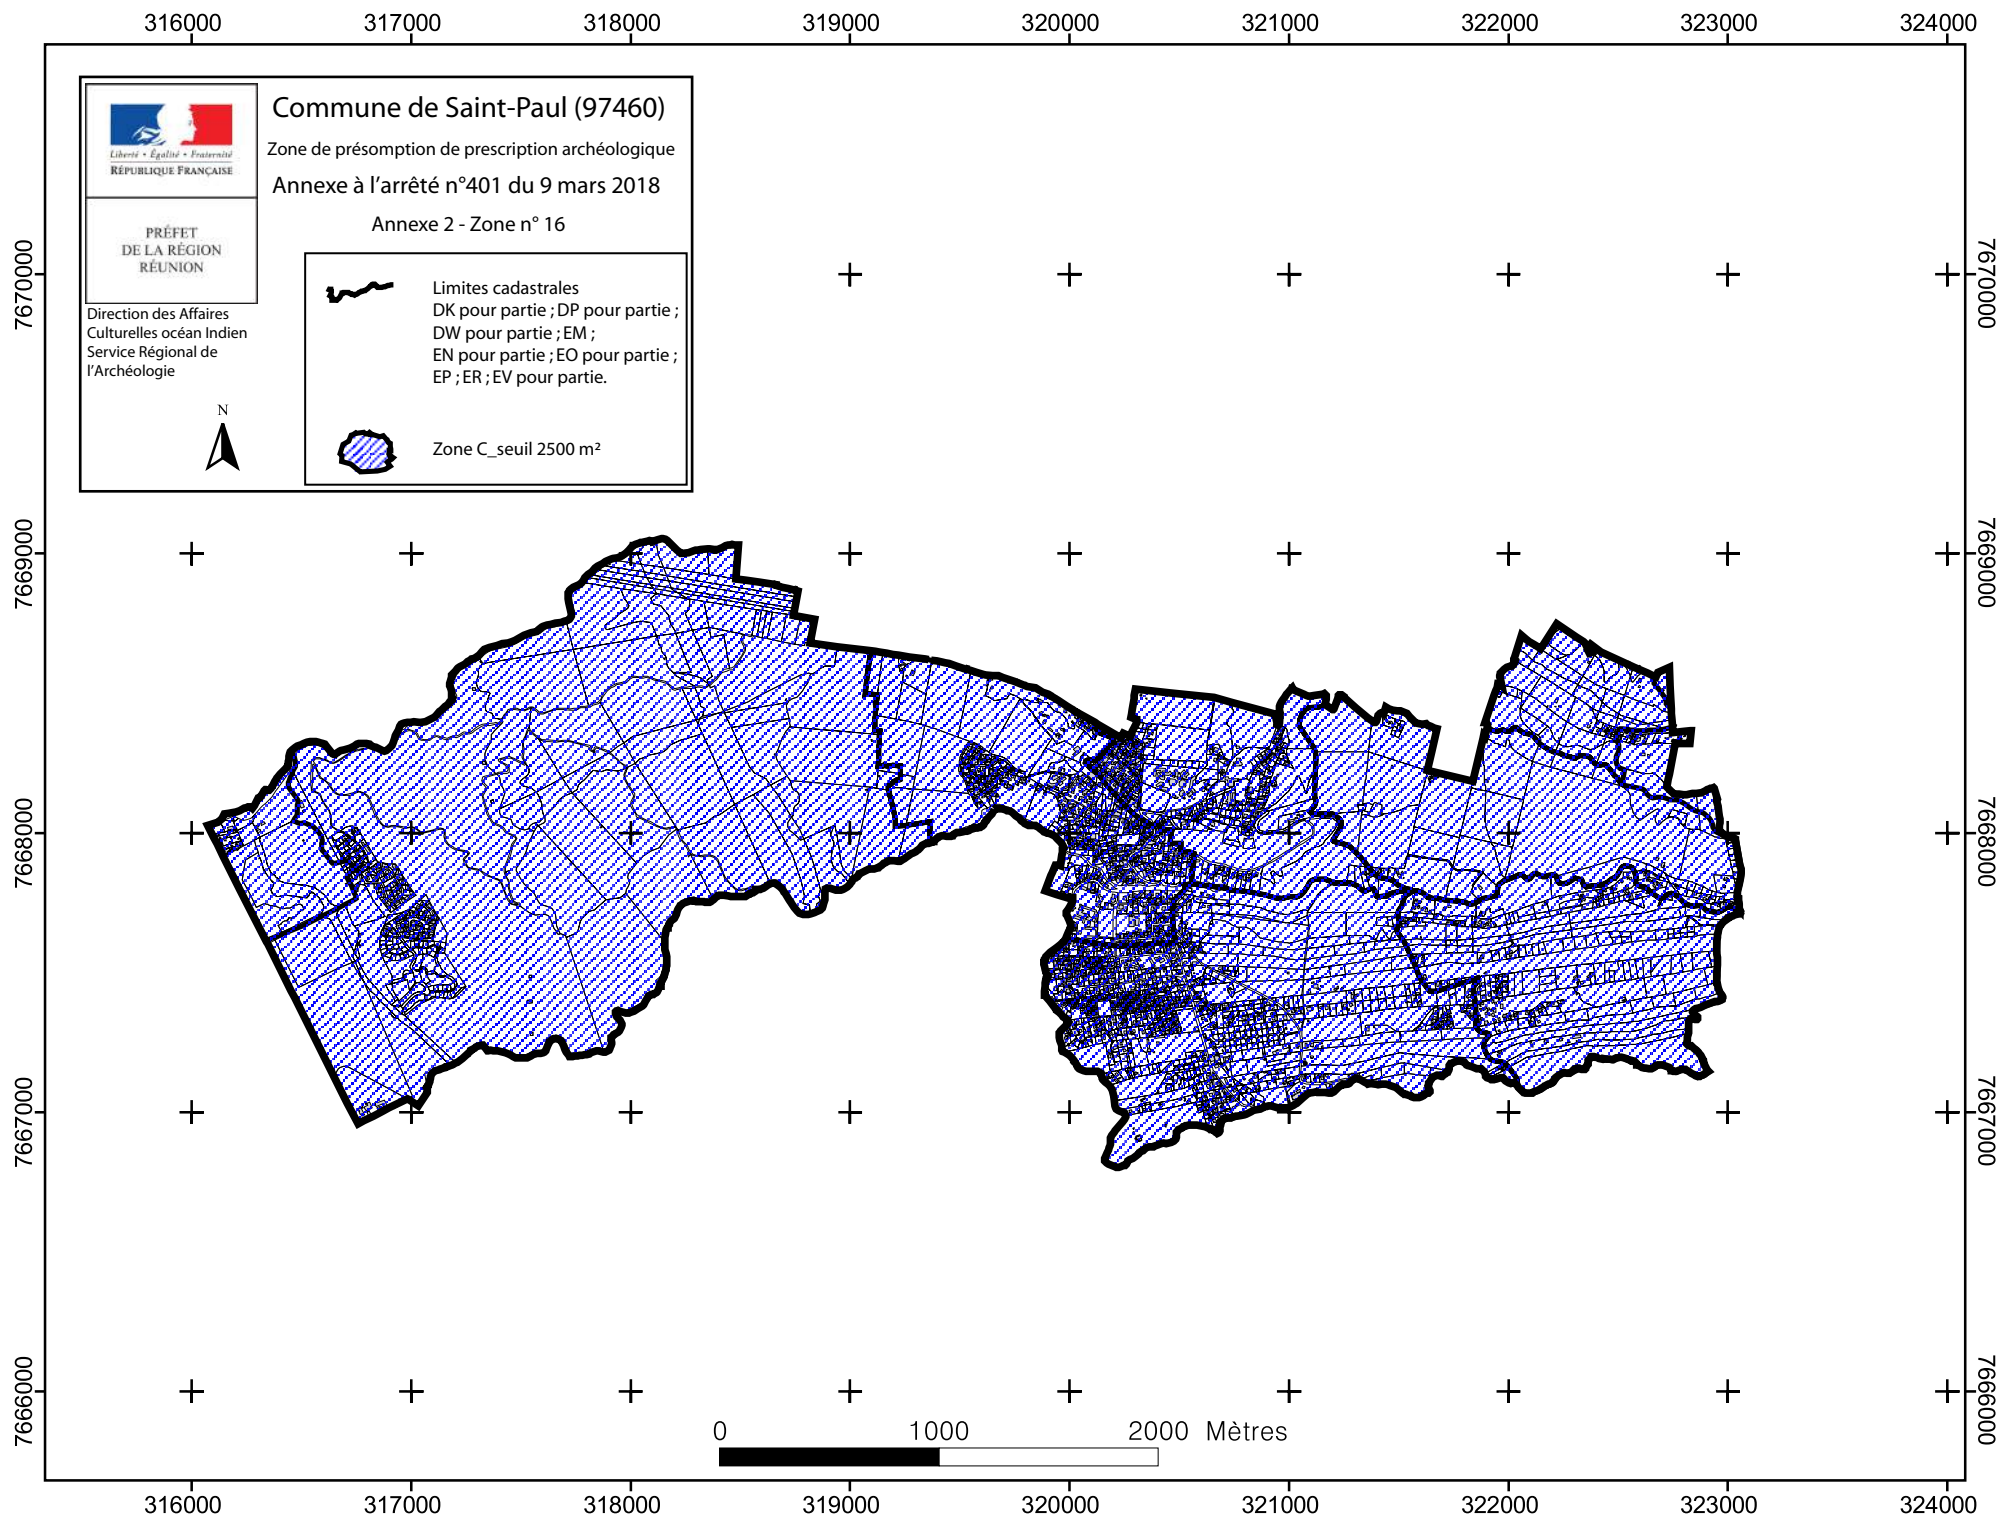 316000 317000 318000 319000 320000 321000 322000 323000 324000
Liberté • Égalité • Fraternité
RÉPUBLIQUE FRANÇAISE
PRÉFET
DE LA RÉGION
RÉUNION
Direction des Affaires
Culturelles océan Indien
Service Régional de
l'Archéologie
N
Commune de Saint-Paul (97460)
Zone de présomption de prescription archéologique
Annexe à l'arrêté n°401 du 9 mars 2018
Annexe 2 - Zone n° 16
Limites cadastrales
DK pour partie ; DP pour partie ;
DW pour partie ; EM ;
EN pour partie ; EO pour partie ;
EP ; ER ; EV pour partie.
Zone C_seuil 2500 m²
7670000
7669000
7668000
7667000
7666000
7670000
7669000
7668000
7667000
7666000
0 1000 2000 Mètres
316000 317000 318000 319000 320000 321000 322000 323000 324000